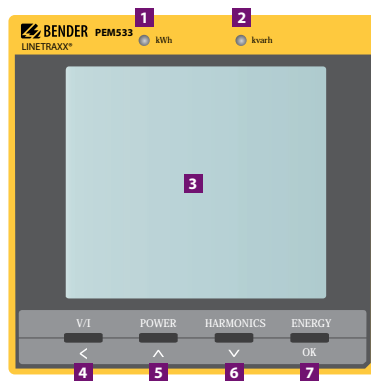 1 2
BENDER PEM533 kWh kvarh
LINETRAXX®
3
V/I POWER HARMONICS ENERGY
< ∧ ∨ OK
4 5 6 7